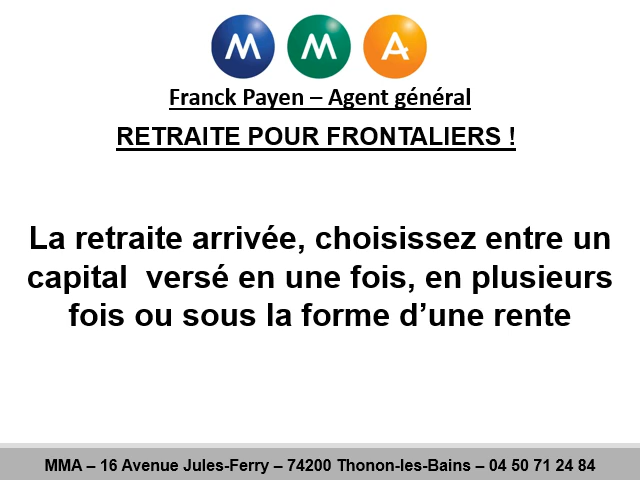 MMA
Franck Payen – Agent général
RETRAITE POUR FRONTALIERS !
La retraite arrivée, choisissez entre un
capital  versé en une fois, en plusieurs
fois ou sous la forme d’une rente
MMA – 16 Avenue Jules-Ferry – 74200 Thonon-les-Bains – 04 50 71 24 84